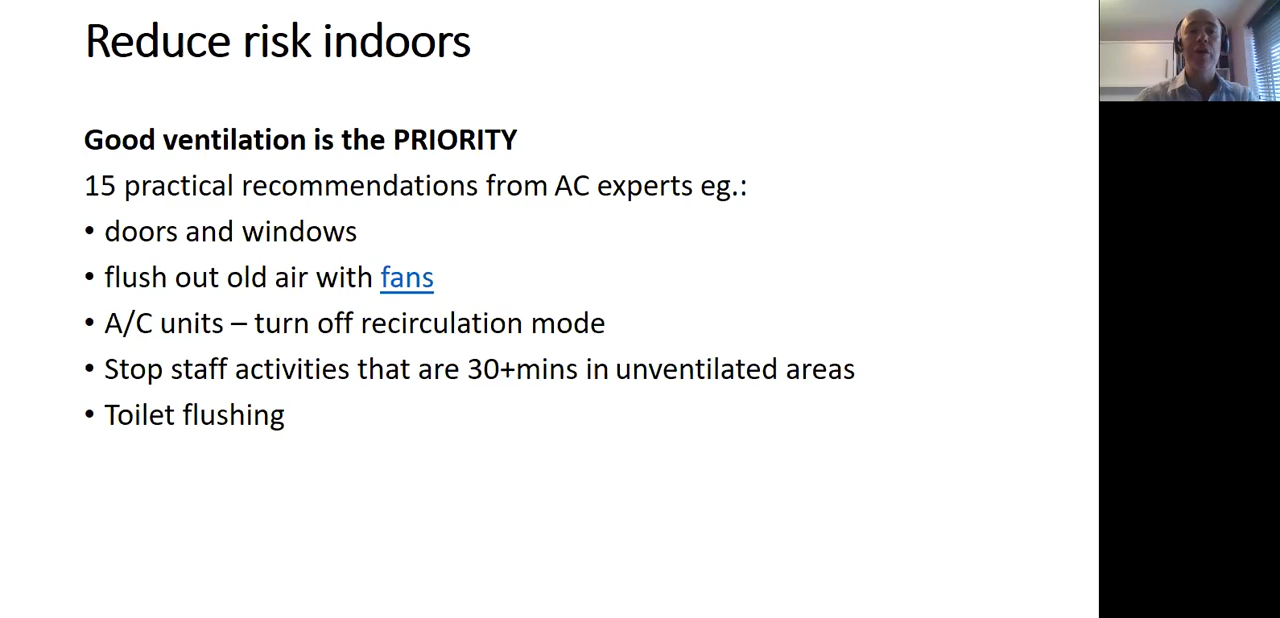 Reduce risk indoors
Good ventilation is the PRIORITY
15 practical recommendations from AC experts eg.:
• doors and windows
• flush out old air with fans
• A/C units – turn off recirculation mode
• Stop staff activities that are 30+mins in unventilated areas
• Toilet flushing